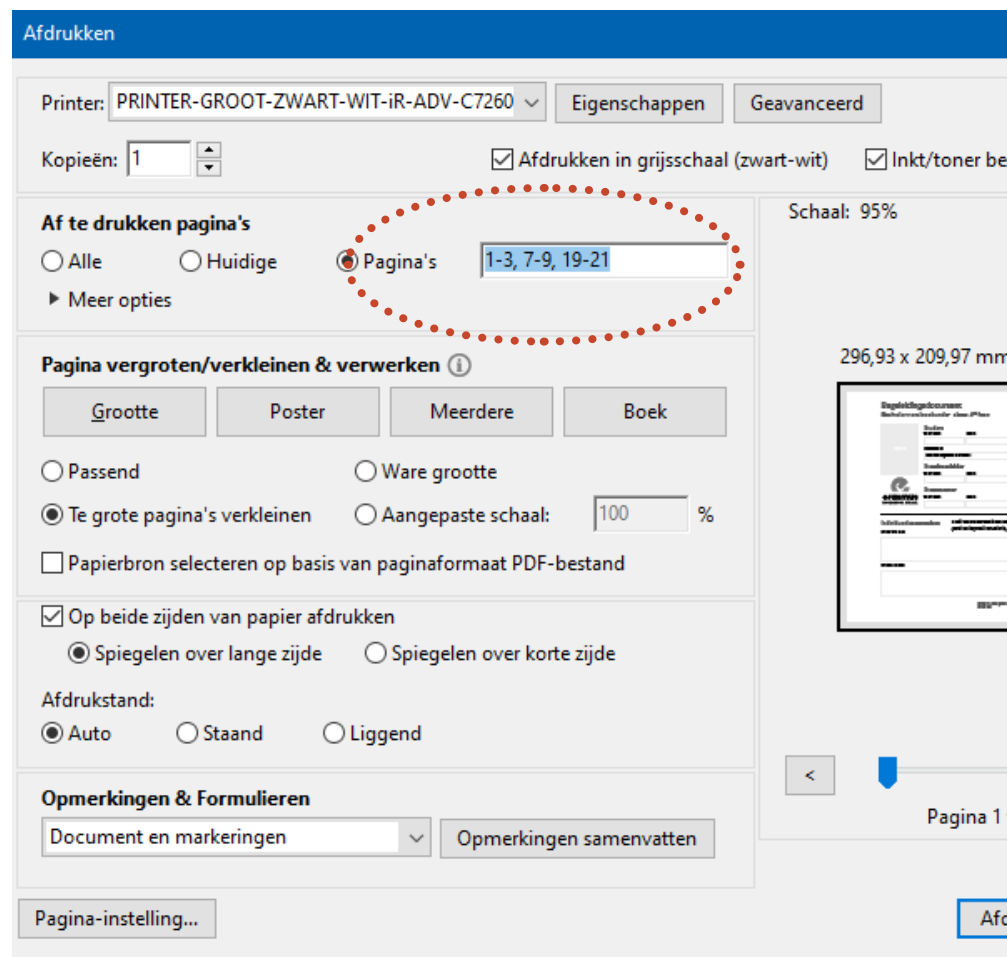 Afdrukken
Printer: PRINTER-GROOT-ZWART-WIT-iR-ADV-C7260 Eigenschappen Geavanceerd
Kopieën: 1 Afdrukken in grijsschaal (zwart-wit) Inkt/toner be
Af te drukken pagina's Schaal: 95%
Alle Huidige Pagina's 1-3, 7-9, 19-21
Meer opties
296,93 x 209,97 mm
Pagina vergroten/verkleinen & verwerken
Grootte Poster Meerdere Boek
Passend Ware grootte
Te grote pagina's verkleinen Aangepaste schaal: 100 %
Papierbron selecteren op basis van paginaformaat PDF-bestand
Op beide zijden van papier afdrukken
Spiegelen over lange zijde Spiegelen over korte zijde
Afdrukstand:
Auto Staand Liggend
<
Opmerkingen & Formulieren
Pagina 1
Document en markeringen Opmerkingen samenvatten
Pagina-instelling... Afd